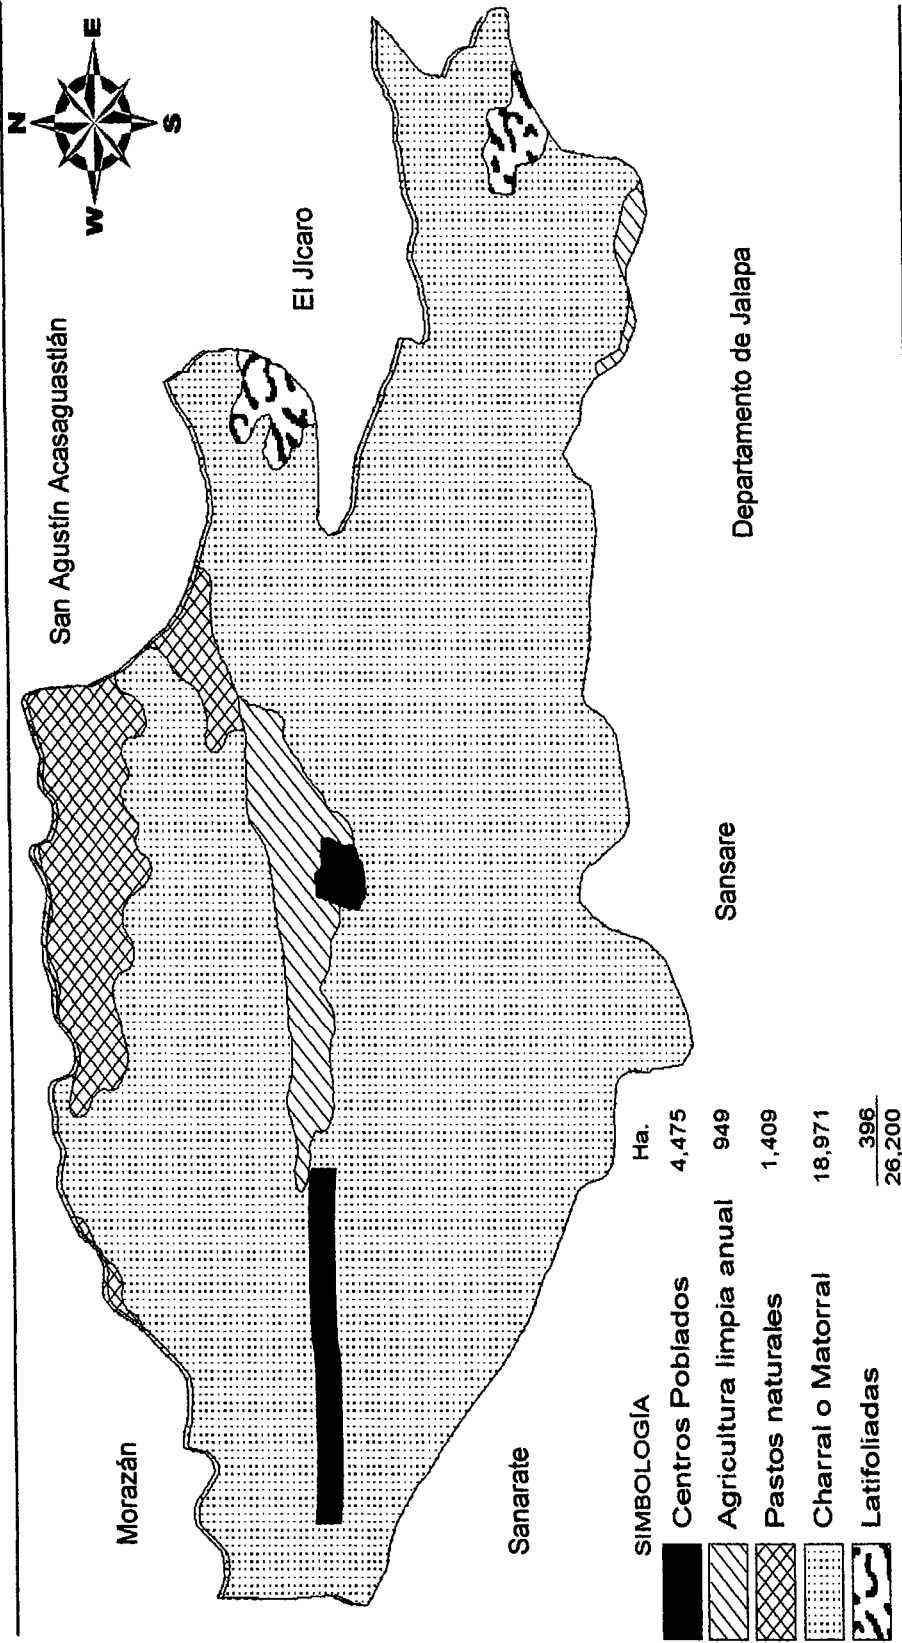 N
W
E
S
San Agustín Acasaguastlán
Morazán
El Jícaro
Sanarate
Sansare
Departamento de Jalapa
SIMBOLOGÍA Ha.
Centros Poblados 4,475
Agricultura limpia anual 949
Pastos naturales 1,409
Charral o Matorral 18,971
Latifoliadas 396
26,200